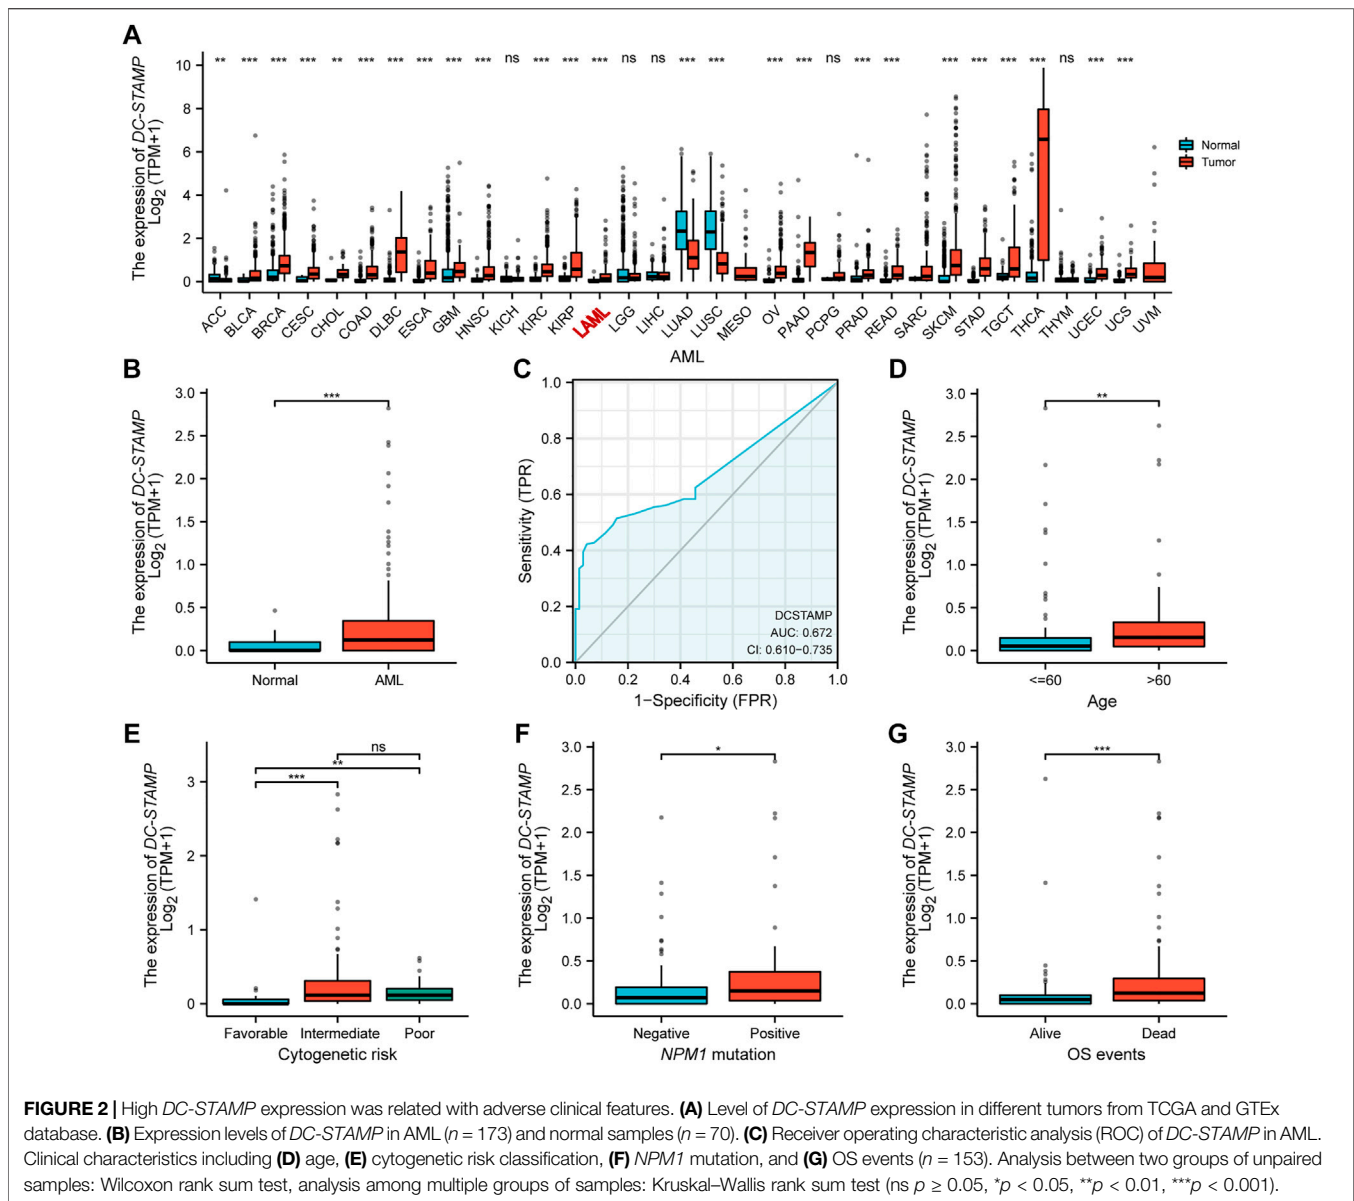 A
The expression of DC-STAMP
Log2 (TPM+1)
10
8
6
4
2
0
** *** *** *** ** *** *** *** *** *** ns *** *** *** ns ns *** *** *** *** ns *** *** *** *** *** *** ns *** ***
Normal
Tumor
ACC BLCA BRCA CESC CHOL COAD DLBC ESCA GBM HNSC KICH KIRC KIRP LAML LGG LIHC LUAD LUSC MESO OV PAAD PCPG PRAD READ SARC SKCM STAD TGCT THCA THYM UCEC UCS UVM
B
The expression of DC-STAMP
Log2 (TPM+1)
3.0
2.5
2.0
1.5
1.0
0.5
0.0
***
Normal AML
C
AML
Sensitivity (TPR)
1.0
0.8
0.6
0.4
0.2
0.0
DCSTAMP
AUC: 0.672
CI: 0.610–0.735
0.0 0.2 0.4 0.6 0.8 1.0
1−Specificity (FPR)
D
The expression of DC-STAMP
Log2 (TPM+1)
3.0
2.5
2.0
1.5
1.0
0.5
0.0
**
<=60 >60
Age
E
The expression of DC-STAMP
Log2 (TPM+1)
3
2
1
0
ns
**
***
Favorable Intermediate Poor
Cytogenetic risk
F
The expression of DC-STAMP
Log2 (TPM+1)
3.0
2.5
2.0
1.5
1.0
0.5
0.0
*
Negative Positive
NPM1 mutation
G
The expression of DC-STAMP
Log2 (TPM+1)
3.0
2.5
2.0
1.5
1.0
0.5
0.0
***
Alive Dead
OS events
FIGURE 2 | High DC-STAMP expression was related with adverse clinical features. (A) Level of DC-STAMP expression in different tumors from TCGA and GTEx
database. (B) Expression levels of DC-STAMP in AML (n = 173) and normal samples (n = 70). (C) Receiver operating characteristic analysis (ROC) of DC-STAMP in AML.
Clinical characteristics including (D) age, (E) cytogenetic risk classification, (F) NPM1 mutation, and (G) OS events (n = 153). Analysis between two groups of unpaired
samples: Wilcoxon rank sum test, analysis among multiple groups of samples: Kruskal–Wallis rank sum test (ns p ≥ 0.05, *p < 0.05, **p < 0.01, ***p < 0.001).